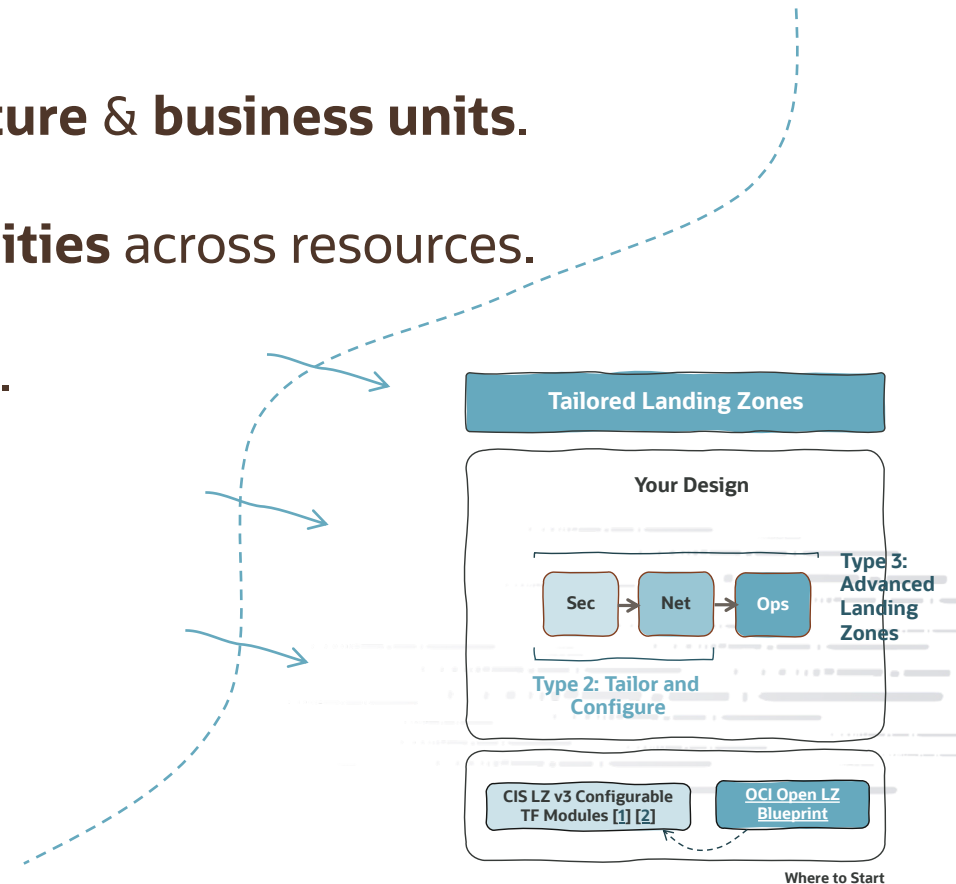 ture & business units.
ities across resources.
.
Tailored Landing Zones
Your Design
Type 3:
Advanced
Landing
Zones
Sec
Net
Ops
Type 2: Tailor and
Configure
CIS LZ v3 Configurable
TF Modules [1] [2]
OCI Open LZ
Blueprint
Where to Start